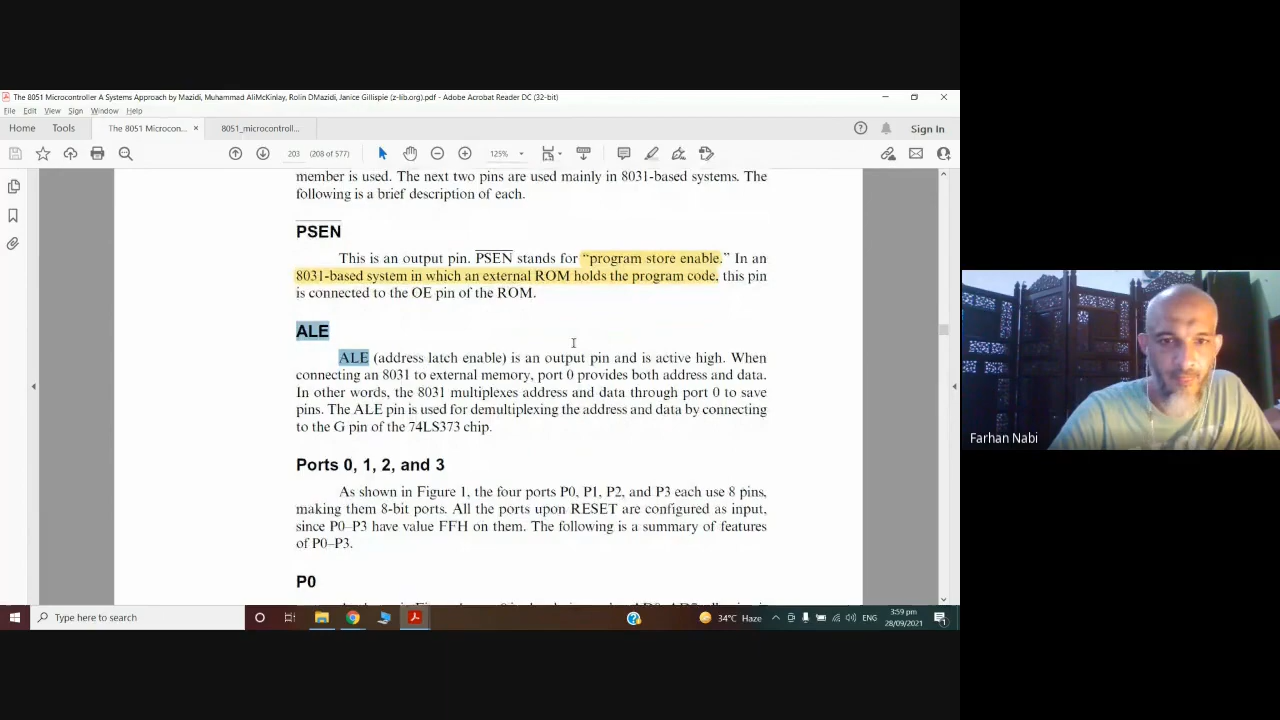 The 8051 Microcontroller A Systems Approach by Mazidi, Muhammad AliMcKinlay, Rolin DMazidi, Janice Gillispie (z-lib.org).pdf - Adobe Acrobat Reader DC (32-bit)
File Edit View Sign Window Help
Home Tools The 8051 Microcon... × 8051_microcontroll... Sign In
203 (208 of 577) 125%
member is used. The next two pins are used mainly in 8031-based systems. The
following is a brief description of each.
PSEN
This is an output pin. PSEN stands for “program store enable.” In an
8031-based system in which an external ROM holds the program code, this pin
is connected to the OE pin of the ROM.
ALE
ALE (address latch enable) is an output pin and is active high. When
connecting an 8031 to external memory, port 0 provides both address and data.
In other words, the 8031 multiplexes address and data through port 0 to save
pins. The ALE pin is used for demultiplexing the address and data by connecting
to the G pin of the 74LS373 chip.
Ports 0, 1, 2, and 3
As shown in Figure 1, the four ports P0, P1, P2, and P3 each use 8 pins,
making them 8-bit ports. All the ports upon RESET are configured as input,
since P0–P3 have value FFH on them. The following is a summary of features
of P0–P3.
P0
Type here to search
34°C Haze ENG 3:59 pm
28/09/2021
Farhan Nabi